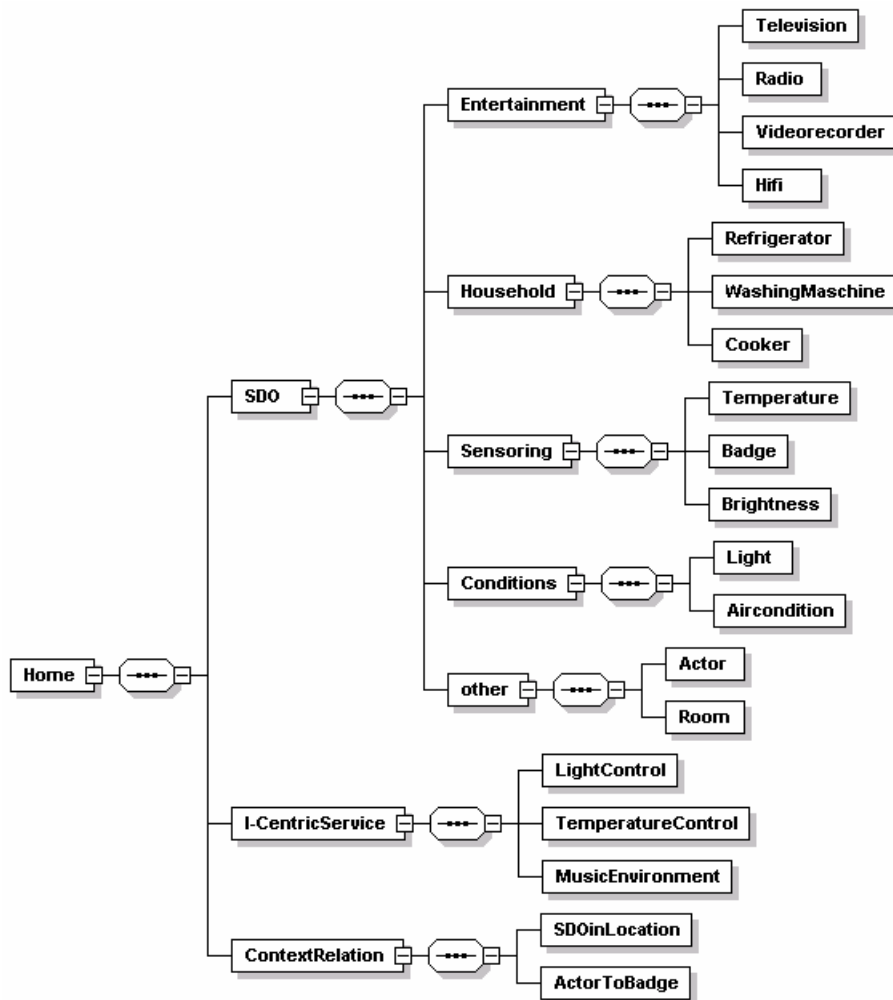 Television
Radio
Entertainment
Videorecorder
Hifi
Refrigerator
Household
WashingMaschine
Cooker
SDO
Temperature
Sensoring
Badge
Brightness
Light
Conditions
Aircondition
Home
Actor
other
Room
LightControl
I-CentricService
TemperatureControl
MusicEnvironment
SDOinLocation
ContextRelation
ActorToBadge